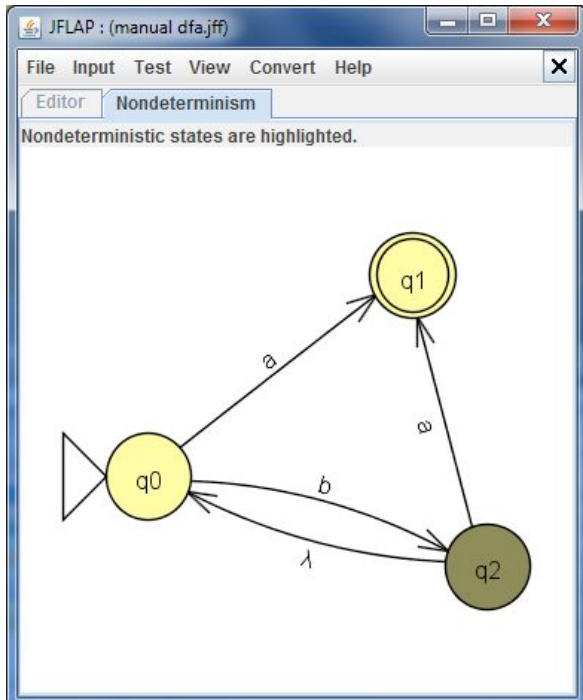 JFLAP : (manual dfa.jff)
File Input Test View Convert Help
Editor Nondeterminism
Nondeterministic states are highlighted.
q1
a
a
q0
b
λ
q2